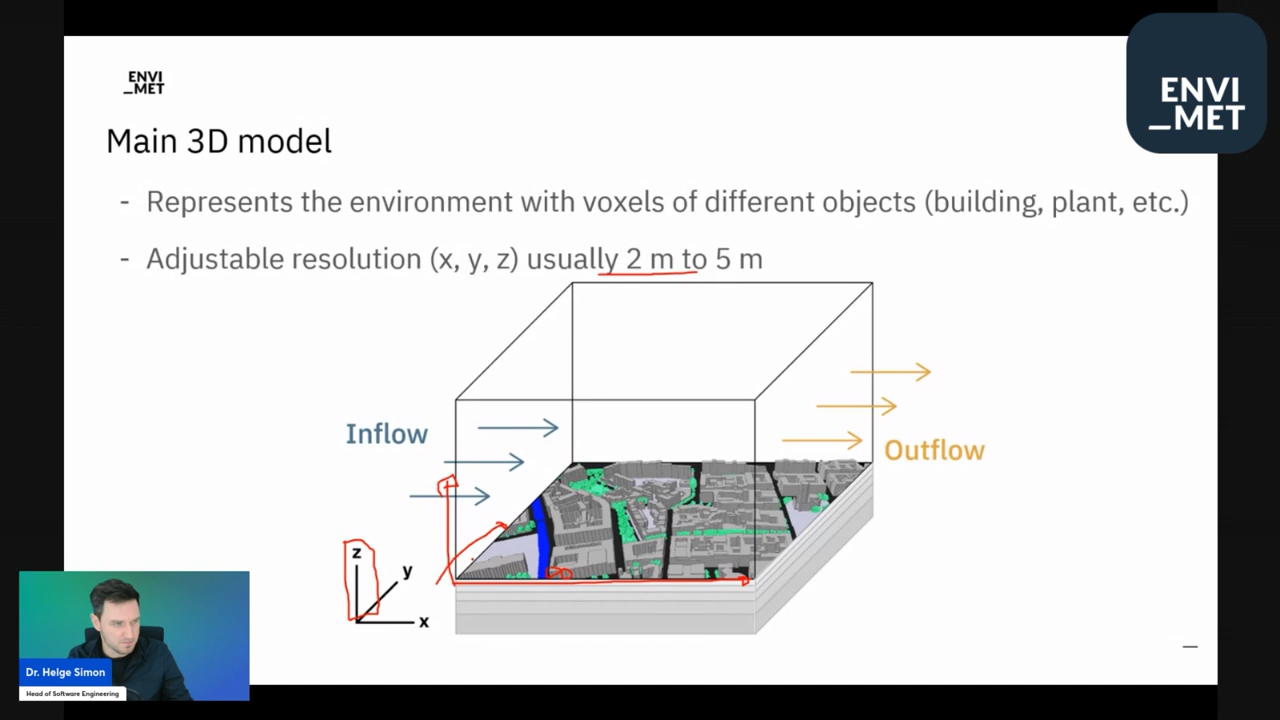 ENVI
_MET
ENVI
_MET
Main 3D model
- Represents the environment with voxels of different objects (building, plant, etc.)
- Adjustable resolution (x, y, z) usually 2 m to 5 m
Inflow
Outflow
z
y
x
Dr. Helge Simon
Head of Software Engineering